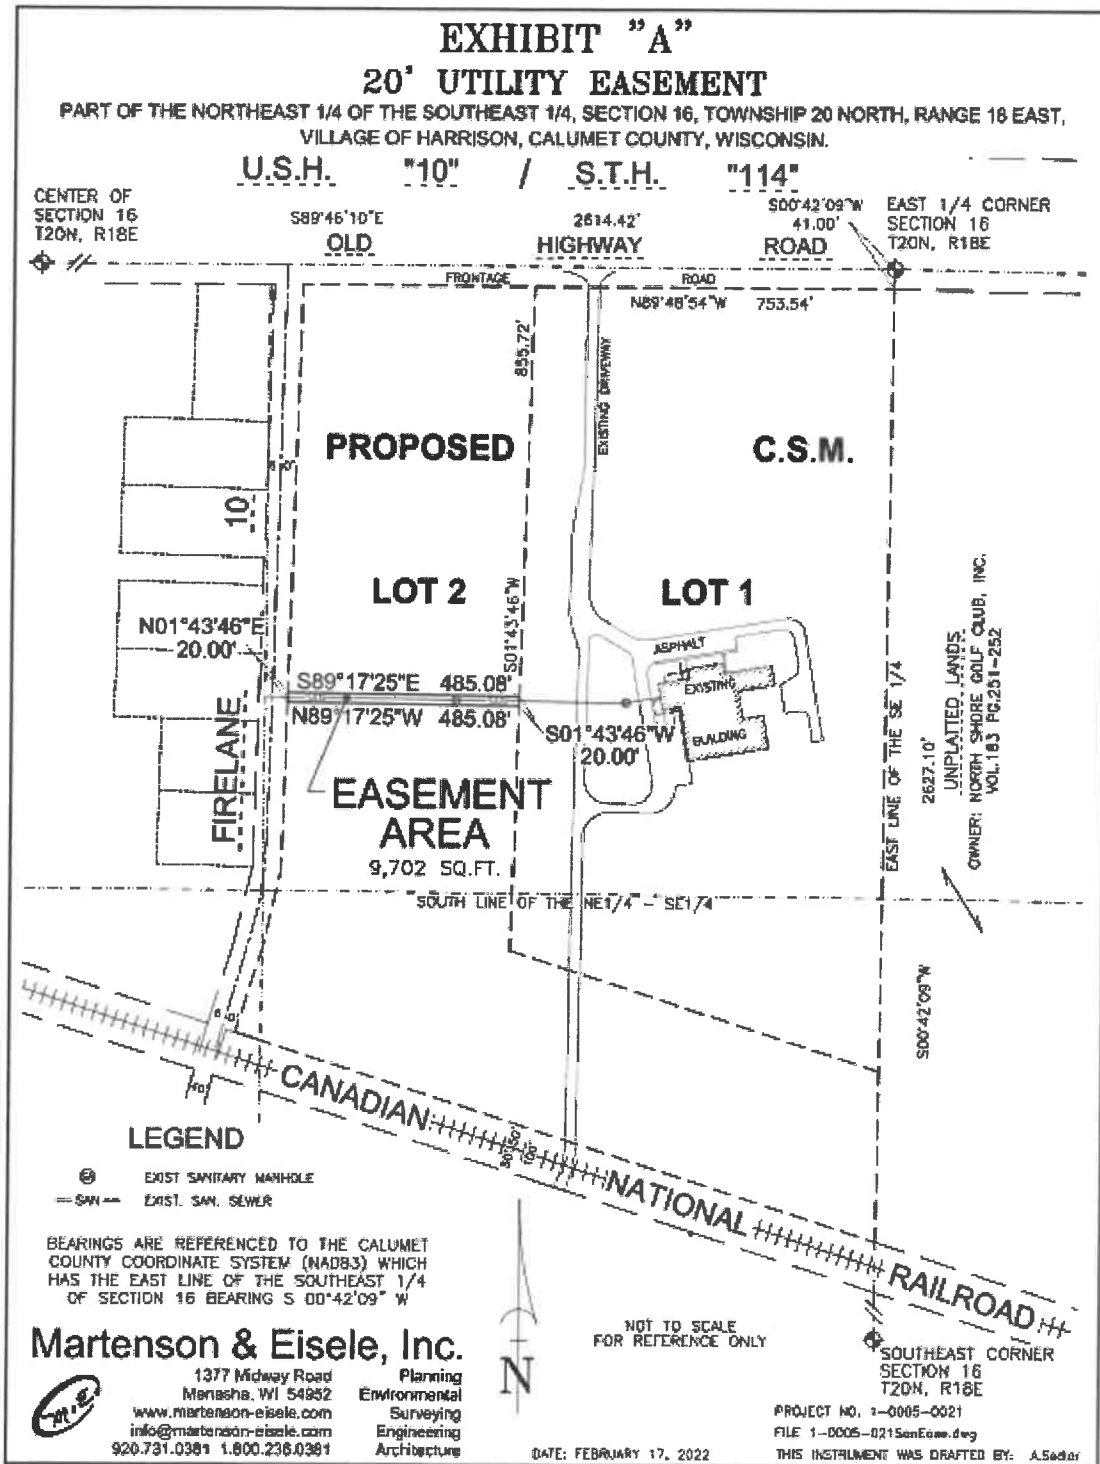 EXHIBIT "A"
20' UTILITY EASEMENT
PART OF THE NORTHEAST 1/4 OF THE SOUTHEAST 1/4, SECTION 16, TOWNSHIP 20 NORTH, RANGE 18 EAST,
VILLAGE OF HARRISON, CALUMET COUNTY, WISCONSIN.
U.S.H. "10" / S.T.H. "114"
CENTER OF
SECTION 16
T20N, R18E
S89°46'10"E 2614.42'
OLD HIGHWAY ROAD
S00°42'09"W
41.00'
EAST 1/4 CORNER
SECTION 16
T20N, R18E
FRONTAGE ROAD
N89°48'54"W 753.54'
855.72'
EXISTING DRIVEWAY
PROPOSED C.S.M.
10
LOT 2
LOT 1
S01°43'46"W
N01°43'46"E
20.00'
ASPHALT
EXISTING
BUILDING
S89°17'25"E 485.08'
N89°17'25"W 485.08'
S01°43'46"W
20.00'
FIRELANE
EASEMENT
AREA
9,702 SQ.FT.
EAST LINE OF THE SE 1/4
2627.10'
UNPLATTED LANDS
OWNER: NORTH SHORE GOLF CLUB, INC.
VOL.183 PG.251-252
SOUTH LINE OF THE NE1/4 - SE1/4
S00°42'09"W
CANADIAN NATIONAL RAILROAD
50' 50'
100'
LEGEND
EXIST SANITARY MANHOLE
SAN EXIST. SAN. SEWER
BEARINGS ARE REFERENCED TO THE CALUMET
COUNTY COORDINATE SYSTEM (NAD83) WHICH
HAS THE EAST LINE OF THE SOUTHEAST 1/4
OF SECTION 16 BEARING S 00°42'09" W
Martenson & Eisele, Inc.
1377 Midway Road
Menasha, WI 54952
www.martenson-eisele.com
info@martenson-eisele.com
920.731.0381 1.800.236.0381
Planning
Environmental
Surveying
Engineering
Architecture
N
NOT TO SCALE
FOR REFERENCE ONLY
SOUTHEAST CORNER
SECTION 16
T20N, R18E
DATE: FEBRUARY 17, 2022
PROJECT NO. 1-0005-0021
FILE 1-0005-021SanEase.dwg
THIS INSTRUMENT WAS DRAFTED BY: A.Sedlar